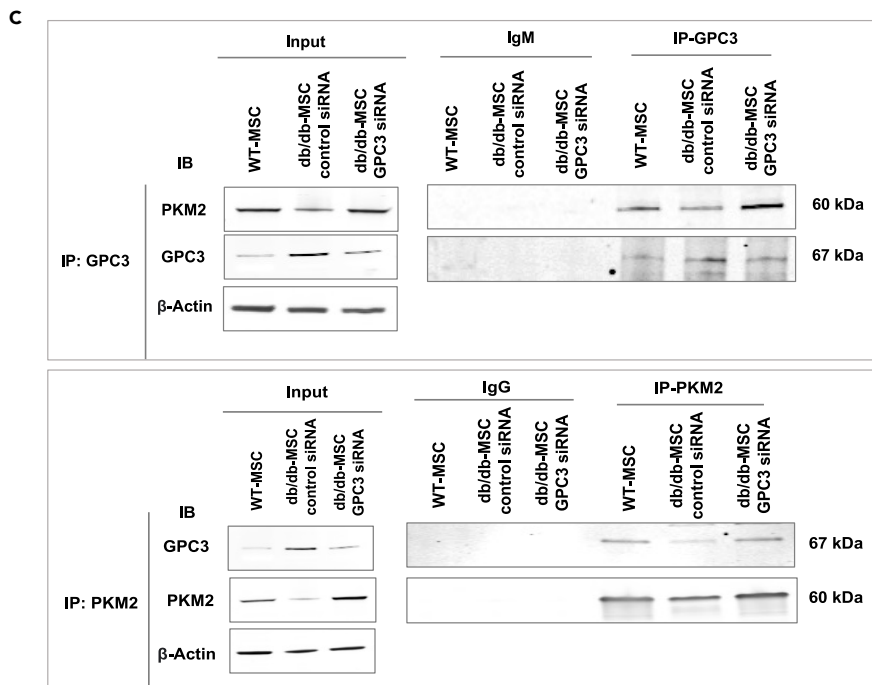 C
Input
IgM
IP-GPC3
WT-MSC
db/db-MSC
control siRNA
db/db-MSC
GPC3 siRNA
WT-MSC
db/db-MSC
control siRNA
db/db-MSC
GPC3 siRNA
WT-MSC
db/db-MSC
control siRNA
db/db-MSC
GPC3 siRNA
IB
PKM2
60 kDa
IP: GPC3
GPC3
67 kDa
β-Actin
Input
IgG
IP-PKM2
WT-MSC
db/db-MSC
control siRNA
db/db-MSC
GPC3 siRNA
WT-MSC
db/db-MSC
control siRNA
db/db-MSC
GPC3 siRNA
WT-MSC
db/db-MSC
control siRNA
db/db-MSC
GPC3 siRNA
IB
GPC3
67 kDa
IP: PKM2
PKM2
60 kDa
β-Actin